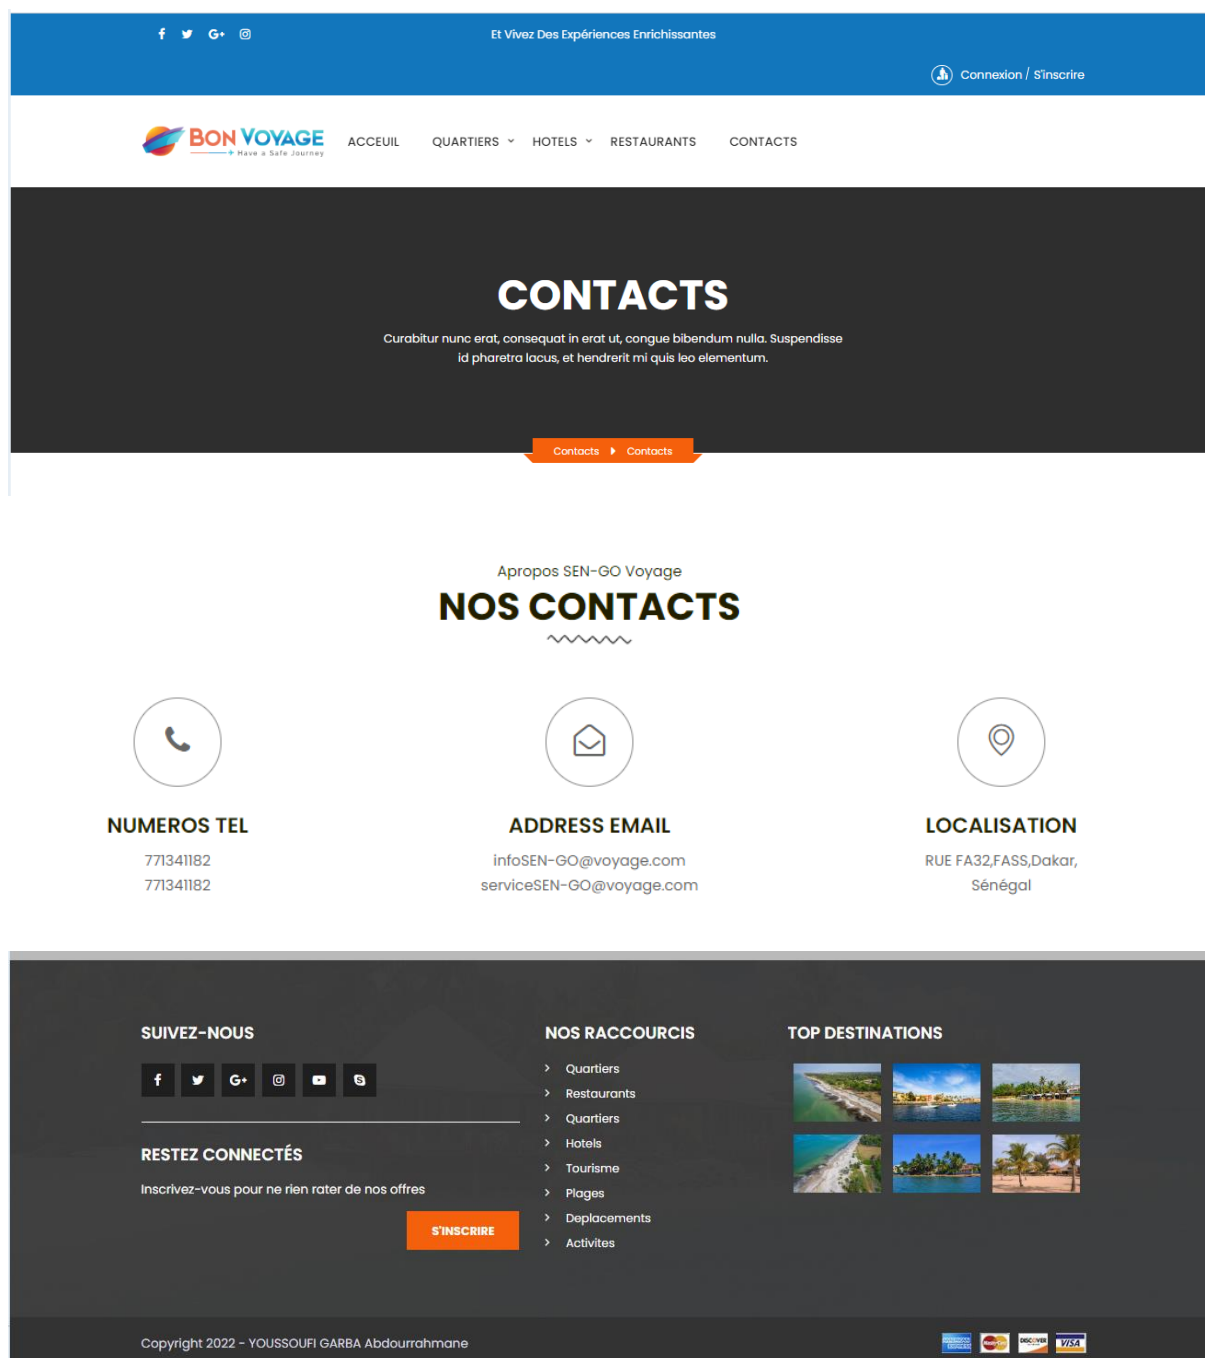 Et Vivez Des Expériences Enrichissantes
Connexion / S'inscrire
BON VOYAGE
Have a Safe Journey
ACCEUIL QUARTIERS HOTELS RESTAURANTS CONTACTS
CONTACTS
Curabitur nunc erat, consequat in erat ut, congue bibendum nulla. Suspendisse
id pharetra lacus, et hendrerit mi quis leo elementum.
Contacts Contacts
Apropos SEN-GO Voyage
NOS CONTACTS
NUMEROS TEL
771341182
771341182
ADDRESS EMAIL
infoSEN-GO@voyage.com
serviceSEN-GO@voyage.com
LOCALISATION
RUE FA32,FASS,Dakar,
Sénégal
SUIVEZ-NOUS
RESTEZ CONNECTÉS
Inscrivez-vous pour ne rien rater de nos offres
S'INSCRIRE
NOS RACCOURCIS
Quartiers
Restaurants
Quartiers
Hotels
Tourisme
Plages
Deplacements
Activites
TOP DESTINATIONS
Copyright 2022 - YOUSSOUFI GARBA Abdourrahmane
AMERICAN EXPRESS MasterCard DISCOVER VISA